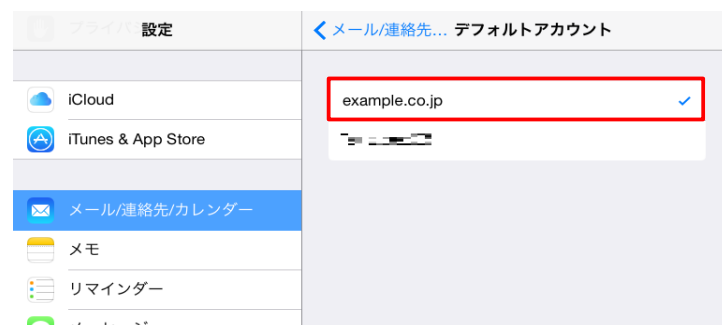 設定
iCloud
iTunes & App Store
メール/連絡先/カレンダー
メモ
リマインダー
メール/連絡先... デフォルトアカウント
example.co.jp